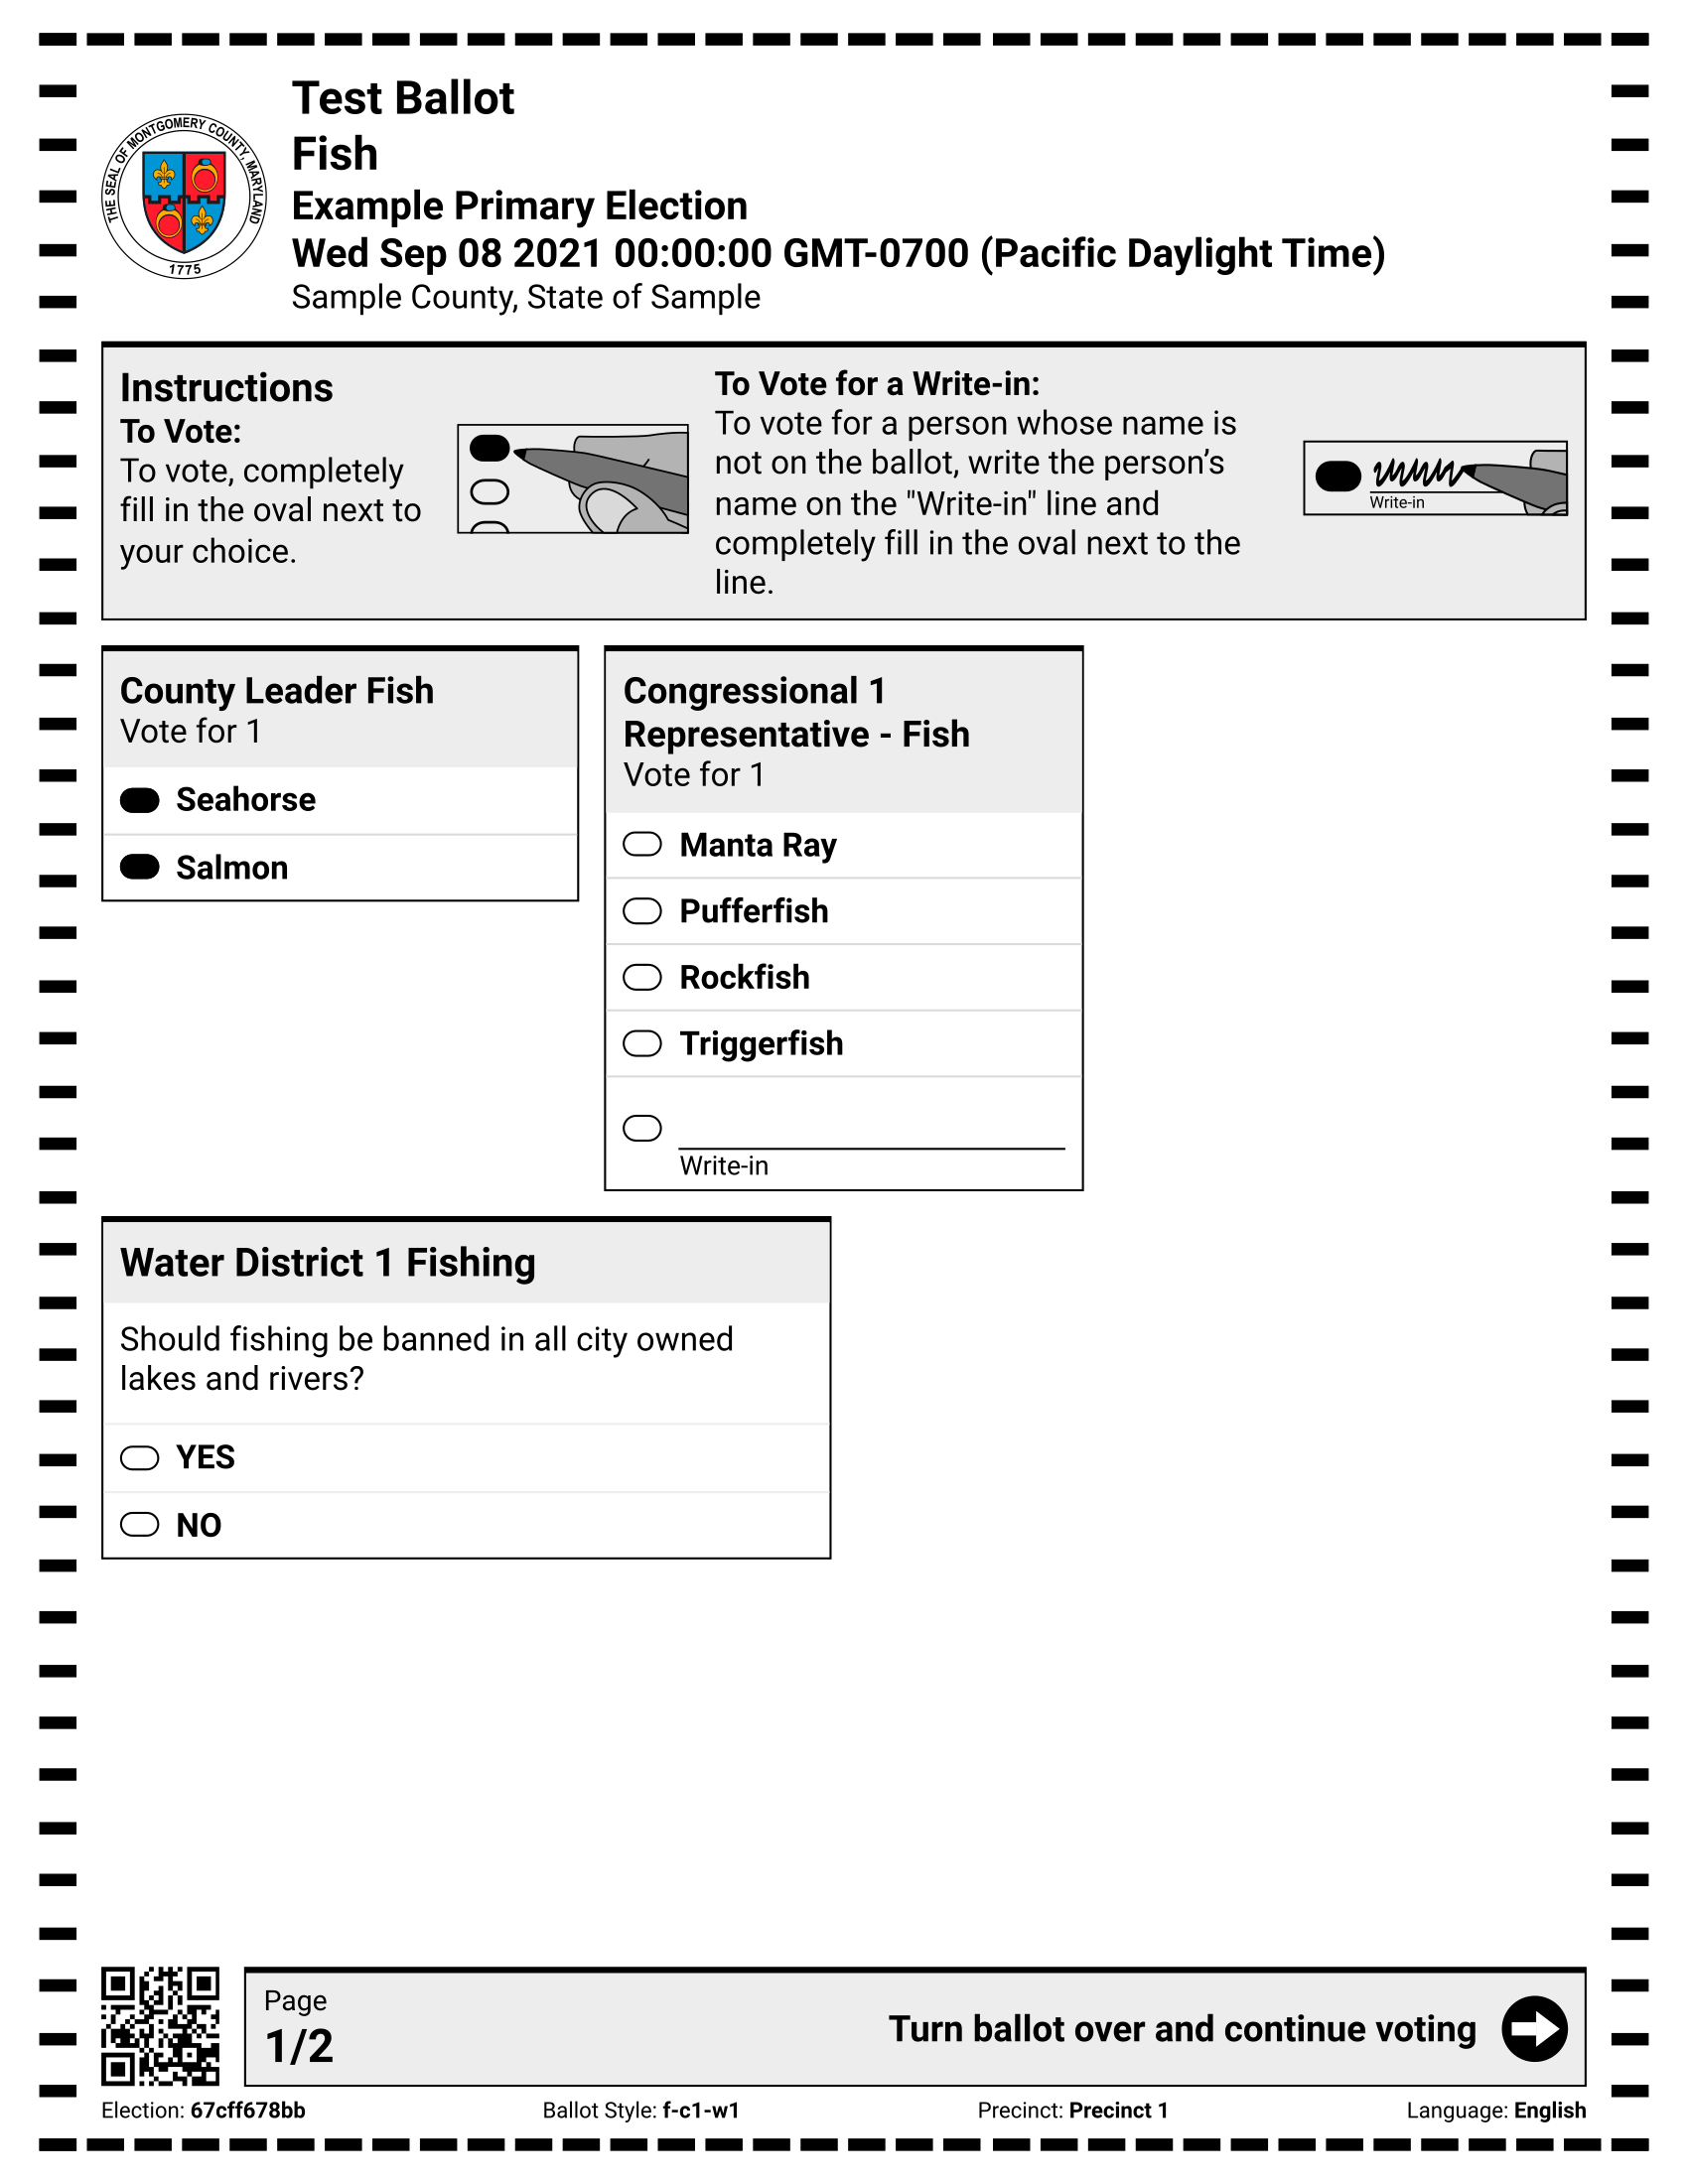 THE SEAL OF MONTGOMERY COUNTY, MARYLAND
1775
Test Ballot
Fish
Example Primary Election
Wed Sep 08 2021 00:00:00 GMT-0700 (Pacific Daylight Time)
Sample County, State of Sample
Instructions
To Vote:
To vote, completely
fill in the oval next to
your choice.
To Vote for a Write-in:
To vote for a person whose name is
not on the ballot, write the person’s
name on the "Write-in" line and
completely fill in the oval next to the
line.
Write-in
County Leader Fish
Vote for 1
Seahorse
Salmon
Congressional 1
Representative - Fish
Vote for 1
Manta Ray
Pufferfish
Rockfish
Triggerfish
Write-in
Water District 1 Fishing
Should fishing be banned in all city owned
lakes and rivers?
YES
NO
Page
1/2
Turn ballot over and continue voting
Election: 67cff678bb
Ballot Style: f-c1-w1
Precinct: Precinct 1
Language: English